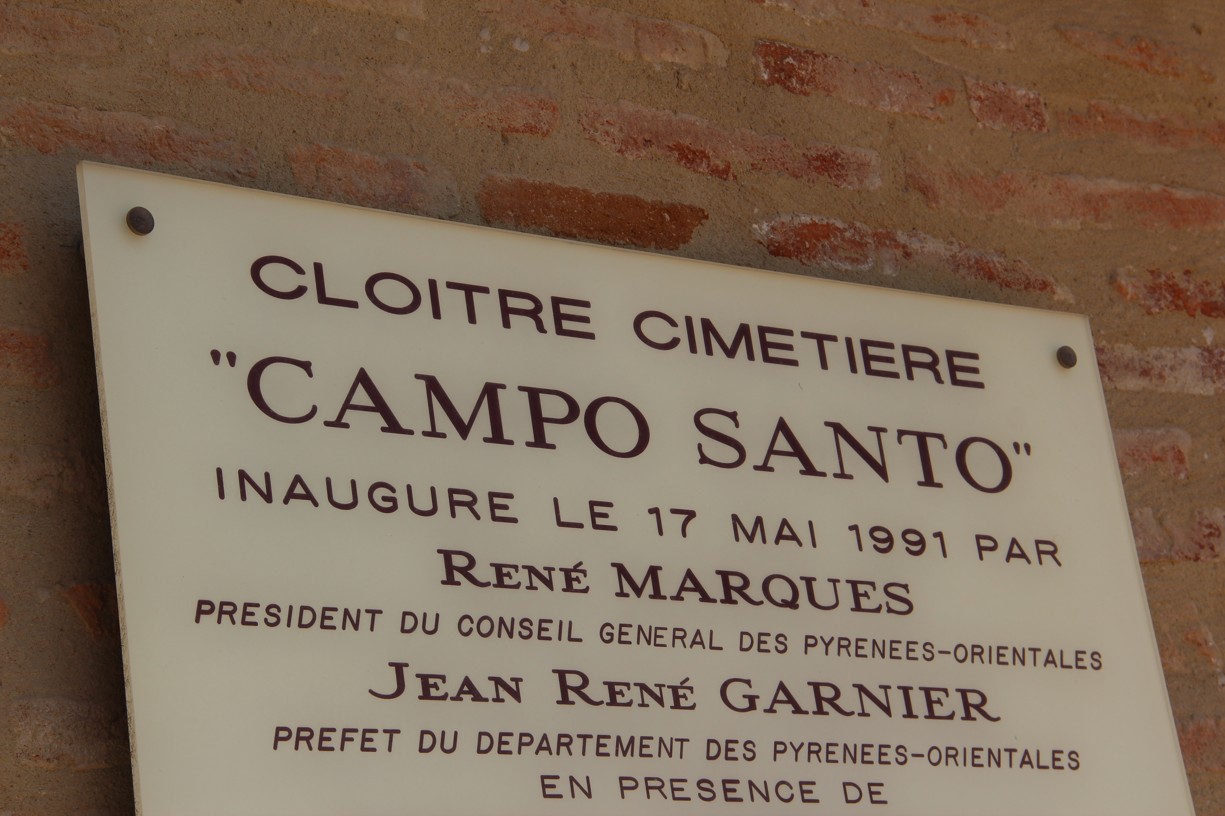 CLOITRE CIMETIERE
"CAMPO SANTO"
INAUGURE LE 17 MAI 1991 PAR
René MARQUES
PRESIDENT DU CONSEIL GENERAL DES PYRENEES-ORIENTALES
Jean René GARNIER
PREFET DU DEPARTEMENT DES PYRENEES-ORIENTALES
EN PRESENCE DE